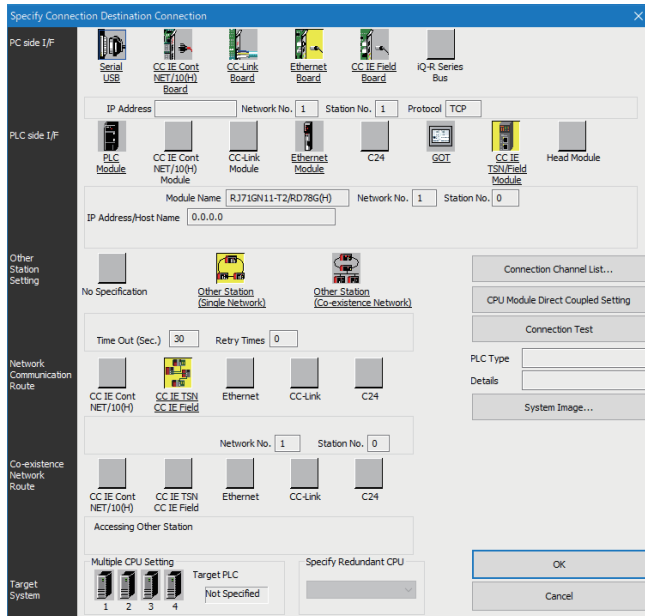 Specify Connection Destination Connection
PC side I/F
Serial
USB
CC IE Cont
NET/10(H)
Board
CC-Link
Board
Ethernet
Board
CC IE Field
Board
iQ-R Series
Bus
IP Address
Network No. 1
Station No. 1
Protocol TCP
PLC side I/F
PLC
Module
CC IE Cont
NET/10(H)
Module
CC-Link
Module
Ethernet
Module
C24
GOT
CC IE
TSN/Field
Module
Head Module
Module Name RJ71GN11-T2/RD78G(H)
Network No. 1
Station No. 0
IP Address/Host Name 0.0.0.0
Other
Station
Setting
No Specification
Other Station
(Single Network)
Other Station
(Co-existence Network)
Time Out (Sec.) 30
Retry Times 0
Connection Channel List...
CPU Module Direct Coupled Setting
Connection Test
PLC Type
Details
System Image...
Network
Communication
Route
CC IE Cont
NET/10(H)
CC IE TSN
CC IE Field
Ethernet
CC-Link
C24
Network No. 1
Station No. 0
Co-existence
Network
Route
CC IE Cont
NET/10(H)
CC IE TSN
CC IE Field
Ethernet
CC-Link
C24
Accessing Other Station
Target
System
Multiple CPU Setting
1 2 3 4
Target PLC
Not Specified
Specify Redundant CPU
OK
Cancel